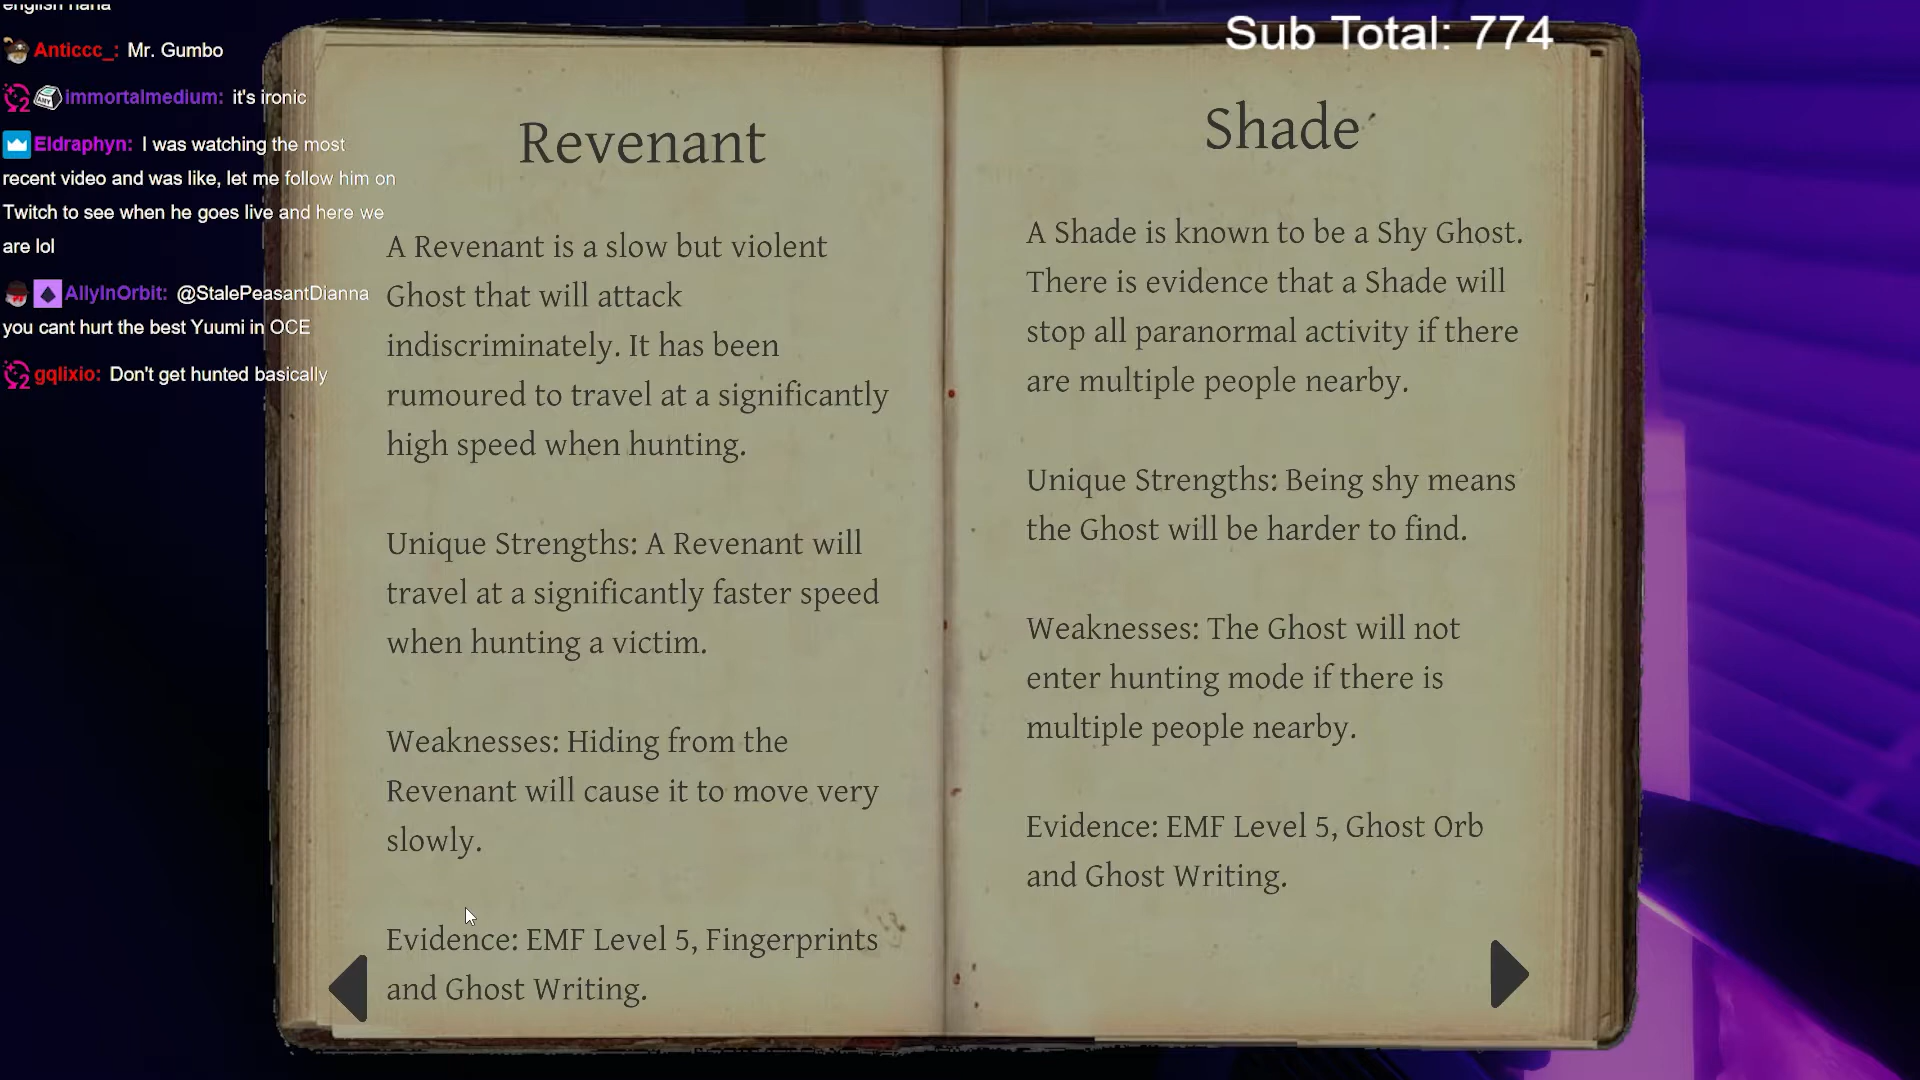 Anticcc_: Mr. Gumbo
immortalmedium: it's ironic
Eldraphyn: I was watching the most
recent video and was like, let me follow him on
Twitch to see when he goes live and here we
are lol
AllyInOrbit: @StalePeasantDianna
you cant hurt the best Yuumi in OCE
gqlixio: Don't get hunted basically
Sub Total: 774
Revenant
A Revenant is a slow but violent
Ghost that will attack
indiscriminately. It has been
rumoured to travel at a significantly
high speed when hunting.
Unique Strengths: A Revenant will
travel at a significantly faster speed
when hunting a victim.
Weaknesses: Hiding from the
Revenant will cause it to move very
slowly.
Evidence: EMF Level 5, Fingerprints
and Ghost Writing.
Shade
A Shade is known to be a Shy Ghost.
There is evidence that a Shade will
stop all paranormal activity if there
are multiple people nearby.
Unique Strengths: Being shy means
the Ghost will be harder to find.
Weaknesses: The Ghost will not
enter hunting mode if there is
multiple people nearby.
Evidence: EMF Level 5, Ghost Orb
and Ghost Writing.